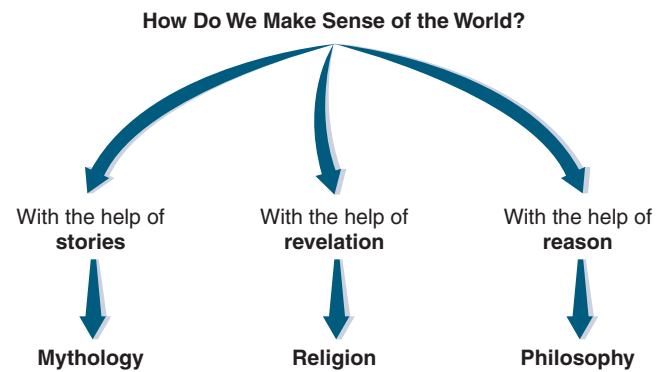 How Do We Make Sense of the World?
With the help of
stories
With the help of
revelation
With the help of
reason
Mythology
Religion
Philosophy